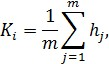 $K_i = \frac{1}{m} \sum_{j=1}^{m} h_j,$